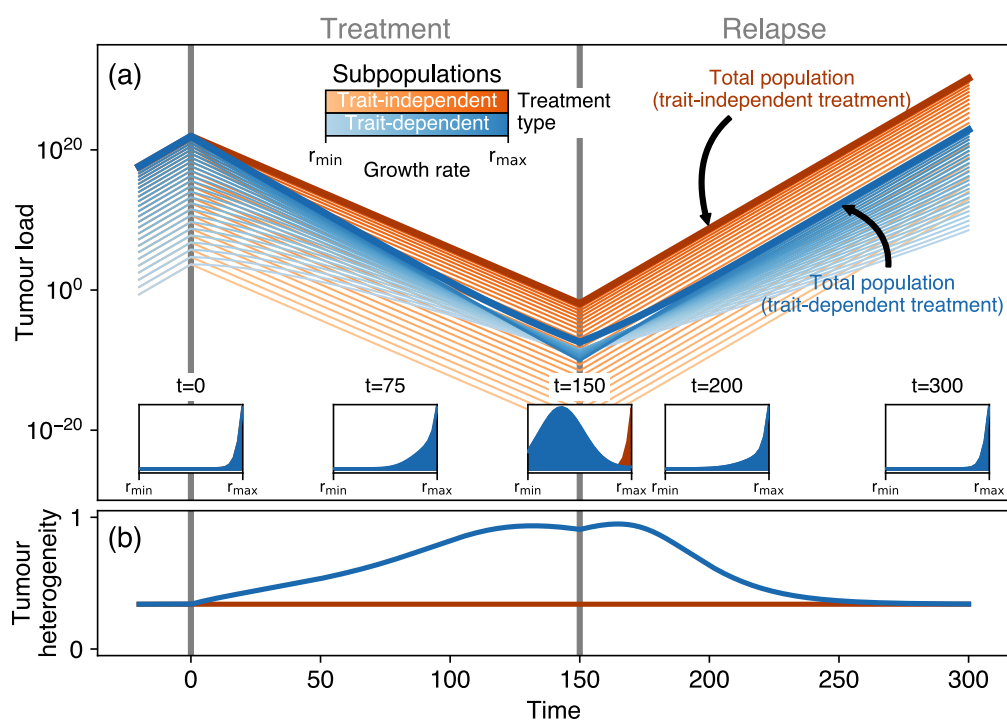 Treatment
Relapse
(a)
Subpopulations
Trait-independent
Trait-dependent
Treatment
type
r_min
r_max
Growth rate
Total population
(trait-independent treatment)
Total population
(trait-dependent treatment)
Tumour load
10^20
10^0
10^−20
t=0
t=75
t=150
t=200
t=300
r_min
r_max
r_min
r_max
r_min
r_max
r_min
r_max
r_min
r_max
(b)
Tumour
heterogeneity
1
0
0
50
100
150
200
250
300
Time